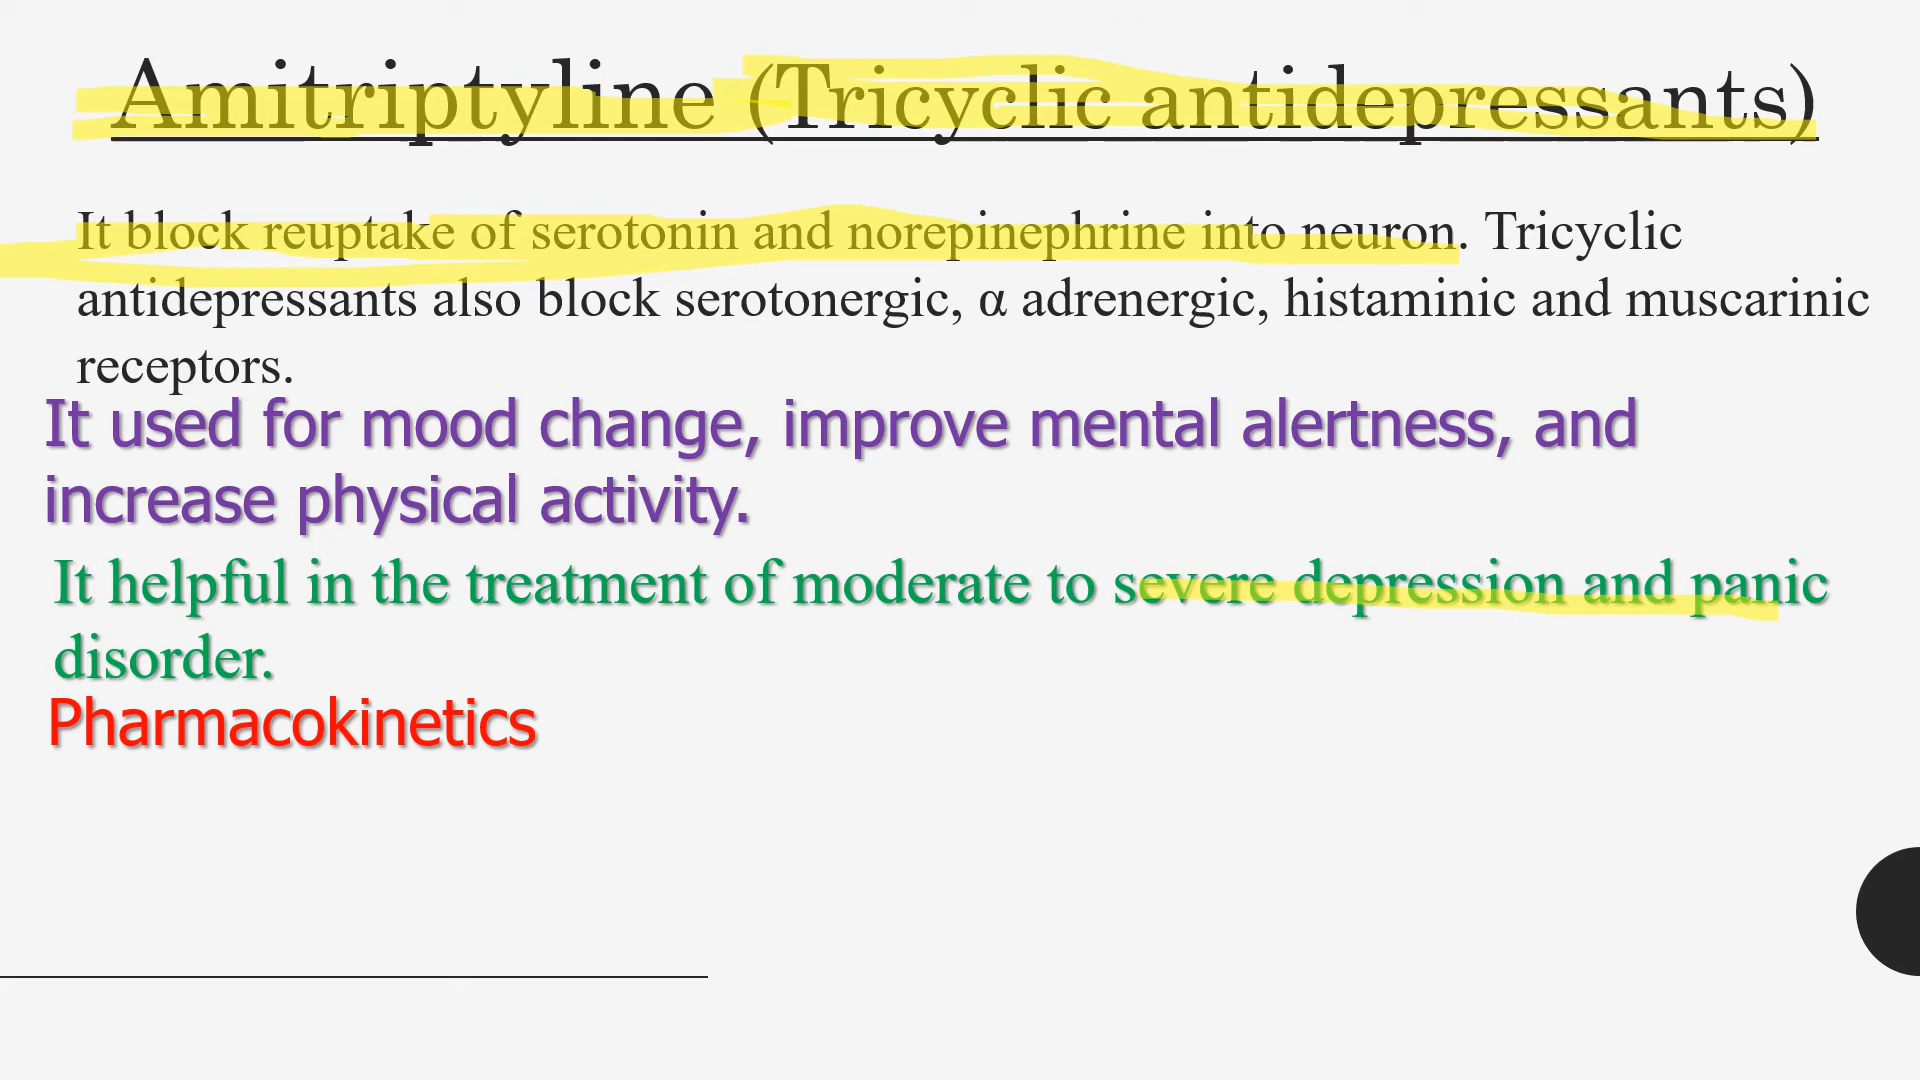 Amitriptyline (Tricyclic antidepressants)
It block reuptake of serotonin and norepinephrine into neuron. Tricyclic
antidepressants also block serotonergic, α adrenergic, histaminic and muscarinic
receptors.
It used for mood change, improve mental alertness, and
increase physical activity.
It helpful in the treatment of moderate to severe depression and panic
disorder.
Pharmacokinetics